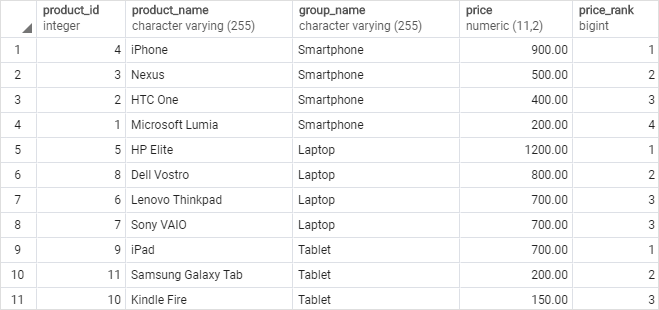 product_id product_name group_name price price_rank
integer character varying (255) character varying (255) numeric (11,2) bigint
1 4 iPhone Smartphone 900.00 1
2 3 Nexus Smartphone 500.00 2
3 2 HTC One Smartphone 400.00 3
4 1 Microsoft Lumia Smartphone 200.00 4
5 5 HP Elite Laptop 1200.00 1
6 8 Dell Vostro Laptop 800.00 2
7 6 Lenovo Thinkpad Laptop 700.00 3
8 7 Sony VAIO Laptop 700.00 3
9 9 iPad Tablet 700.00 1
10 11 Samsung Galaxy Tab Tablet 200.00 2
11 10 Kindle Fire Tablet 150.00 3